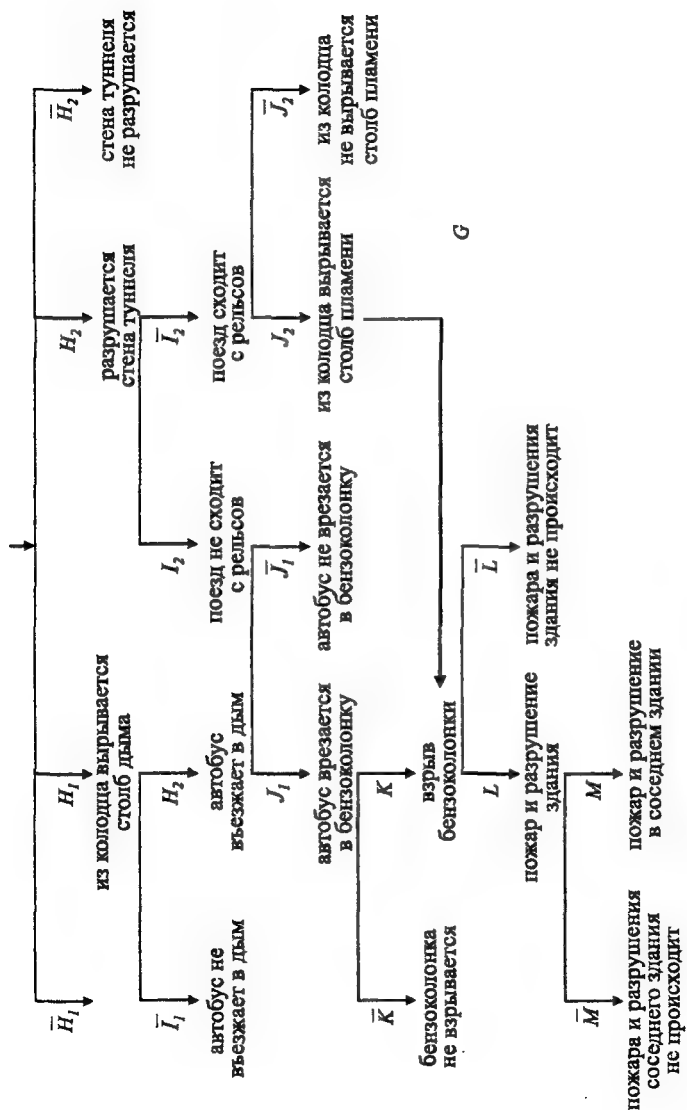 H̅₁
H₁
H₂
H̅₂
из колодца вырывается
столб дыма
разрушается
стена туннеля
стена туннеля
не разрушается
I̅₁
H₂
I₂
I̅₂
автобус не
въезжает в дым
автобус
въезжает в дым
поезд не сходит
с рельсов
поезд сходит
с рельсов
J₁
J̅₁
J₂
J̅₂
автобус врезается
в бензоколонку
автобус не врезается
в бензоколонку
из колодца вырывается
столб пламени
из колодца
не вырывается
столб пламени
K̅
K
бензоколонка
не взрывается
взрыв
бензоколонки
G
L
L̅
пожар и разрушение
здания
пожара и разрушения
здания не происходит
M̅
M
пожара и разрушения
соседнего здания
не происходит
пожар и разрушение
в соседнем здании